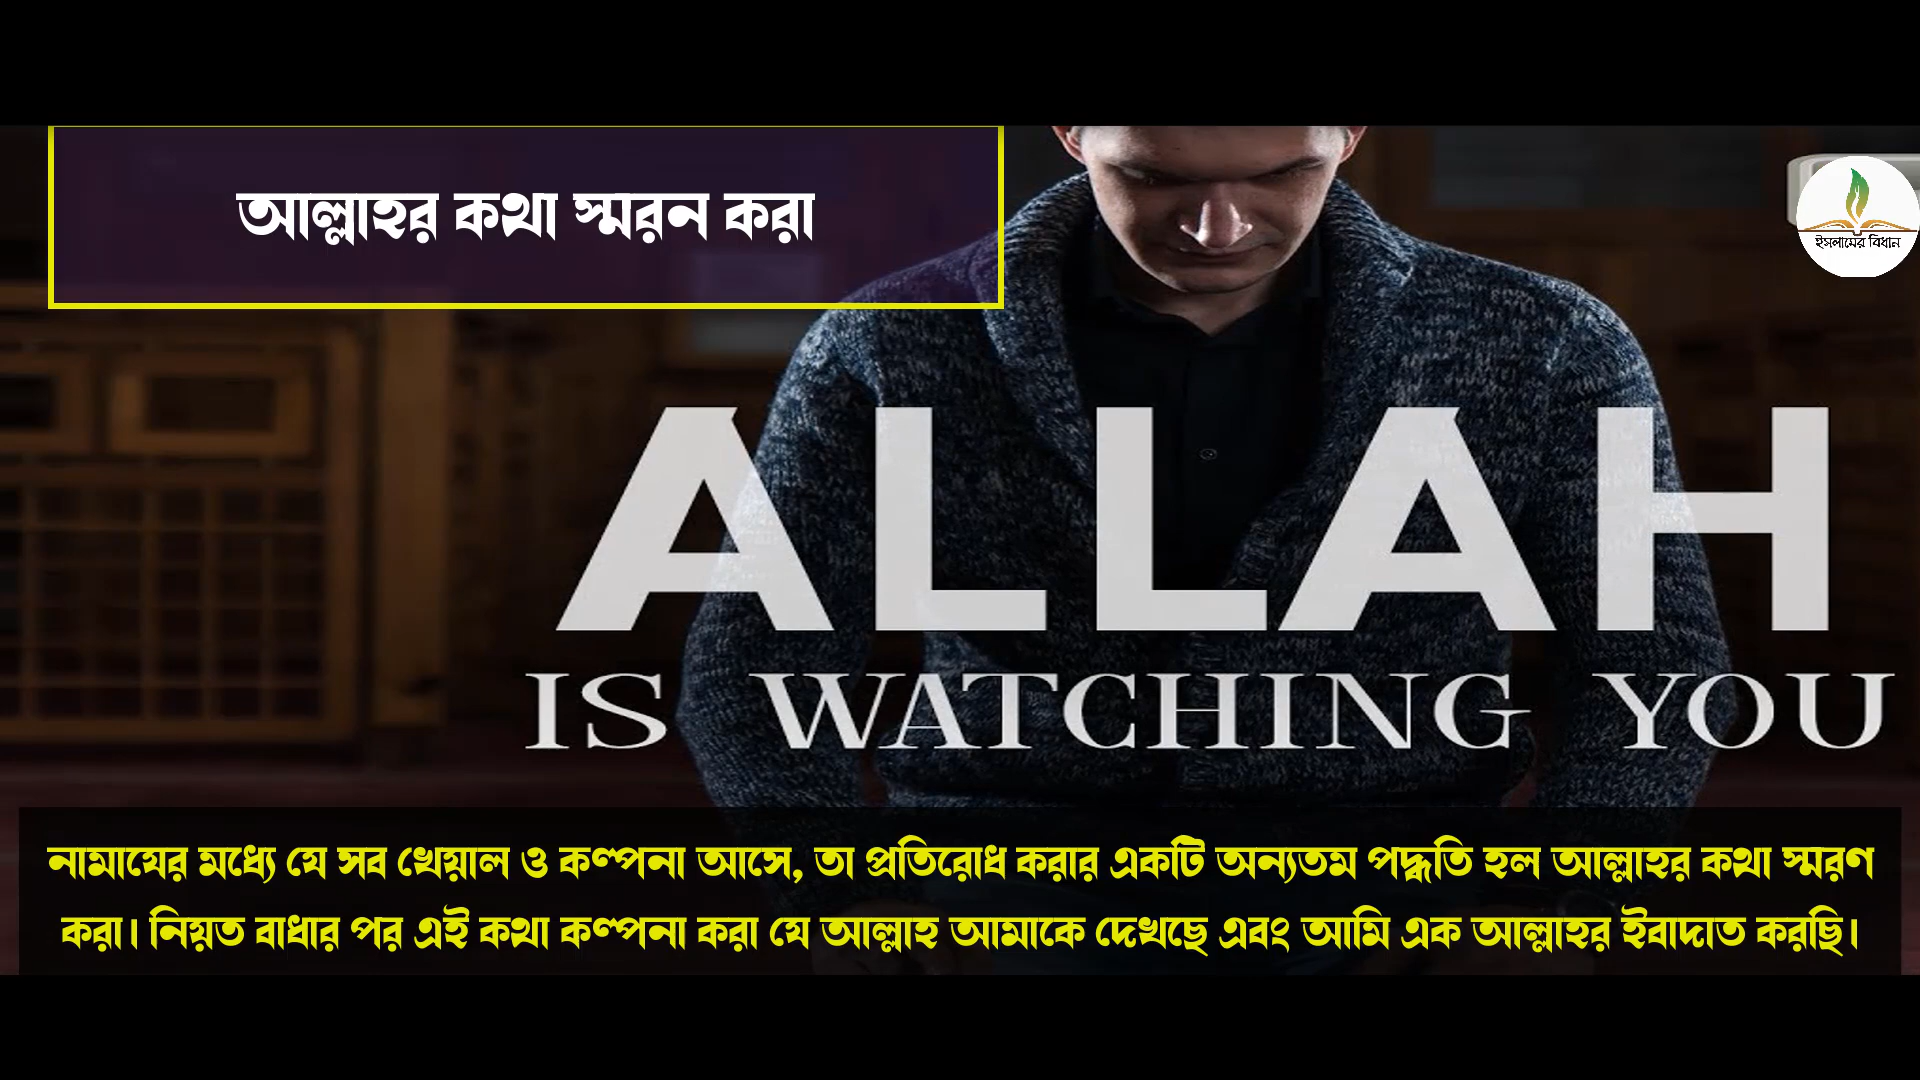 আল্লাহর কথা স্মরন করা
ইসলামের বিধান
ALLAH
IS WATCHING YOU
নামাযের মধ্যে যে সব খেয়াল ও কল্পনা আসে, তা প্রতিরোধ করার একটি অন্যতম পদ্ধতি হল আল্লাহর কথা স্মরণ
করা। নিয়ত বাধার পর এই কথা কল্পনা করা যে আল্লাহ আমাকে দেখছে এবং আমি এক আল্লাহর ইবাদাত করছি।